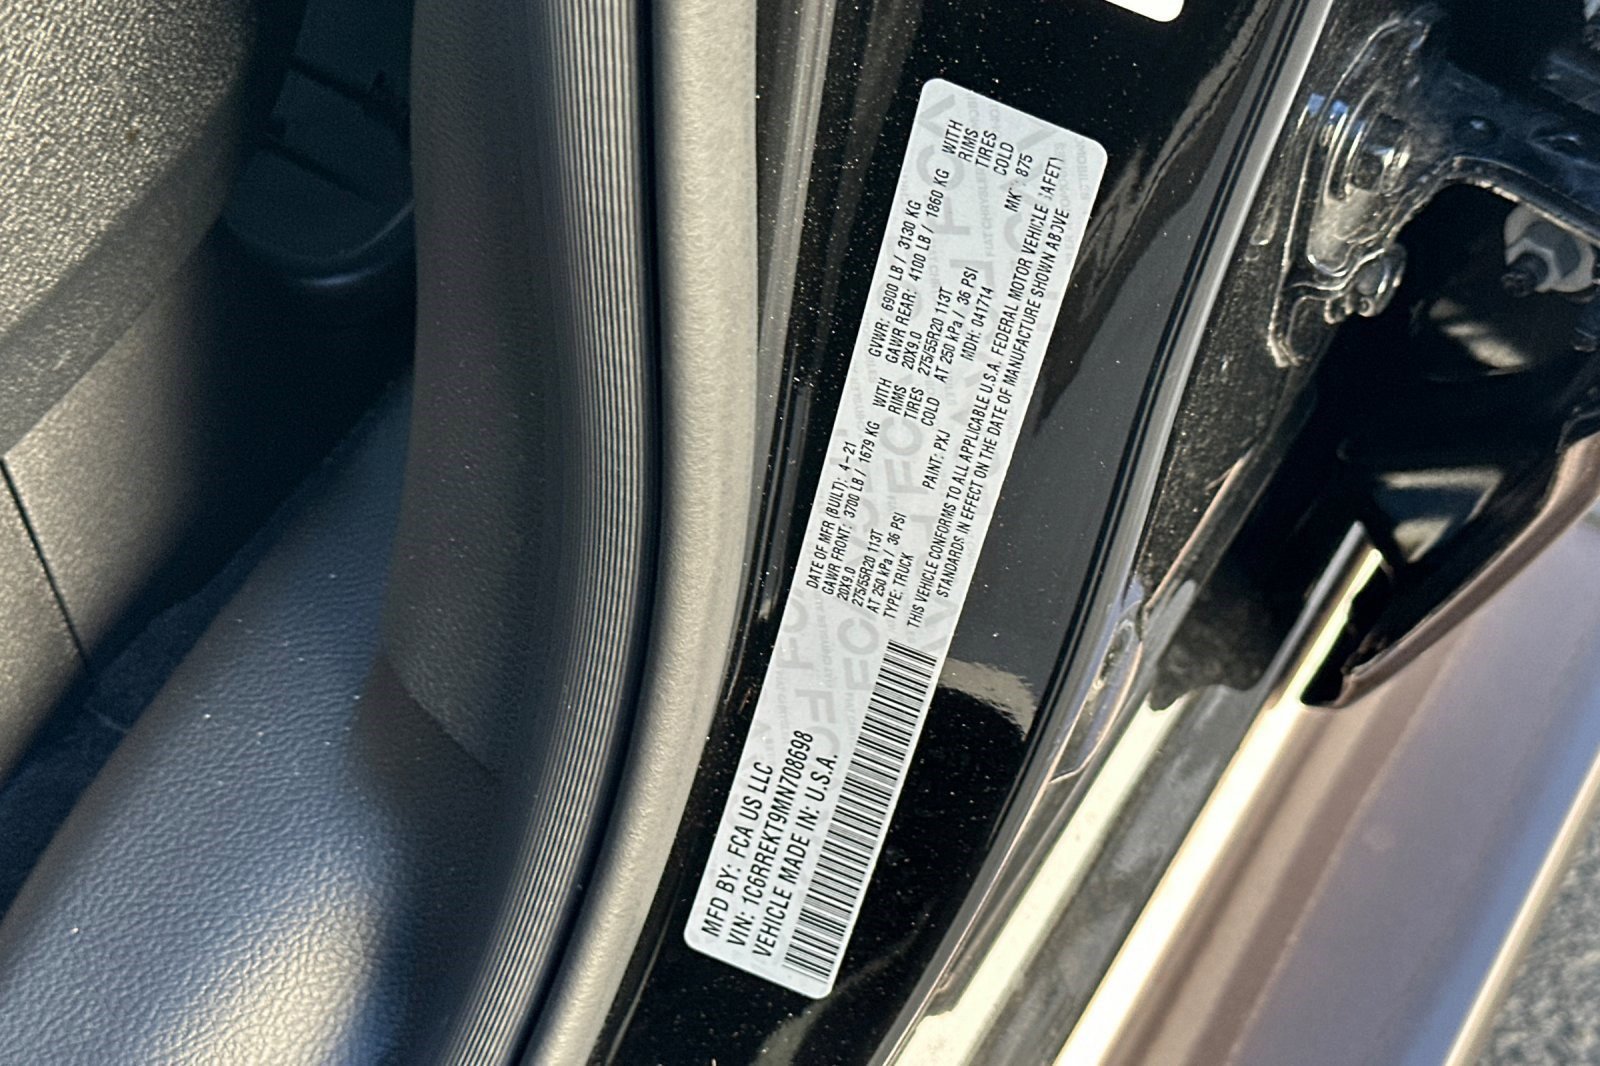 MFD BY: FCA US LLC
VIN: 1C6RREKT9MN708698
VEHICLE MADE IN: U.S.A.
DATE OF MFR (BUILT): 4-21 GVWR: 6900 LB / 3130 KG
GAWR FRONT: 3700 LB / 1679 KG WITH GAWR REAR: 4100 LB / 1860 KG WITH
20X9.0 RIMS 20X9.0 RIMS
275/55R20 113T TIRES 275/55R20 113T TIRES
AT 250 kPa / 36 PSI COLD AT 250 kPa / 36 PSI COLD
TYPE: TRUCK PAINT: PXJ MDH: 041714 MK 875
THIS VEHICLE CONFORMS TO ALL APPLICABLE U.S.A. FEDERAL MOTOR VEHICLE SAFETY
STANDARDS IN EFFECT ON THE DATE OF MANUFACTURE SHOWN ABOVE